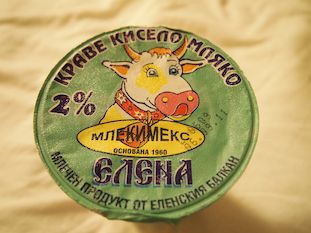 КРАВЕ КИСЕЛО МЛЯКО
2%
МЛЕКИМЕКС
ОСНОВАНА 1960
ЕЛЕНА
МЛЕЧЕН ПРОДУКТ ОТ ЕЛЕНСКИЯ БАЛКАН